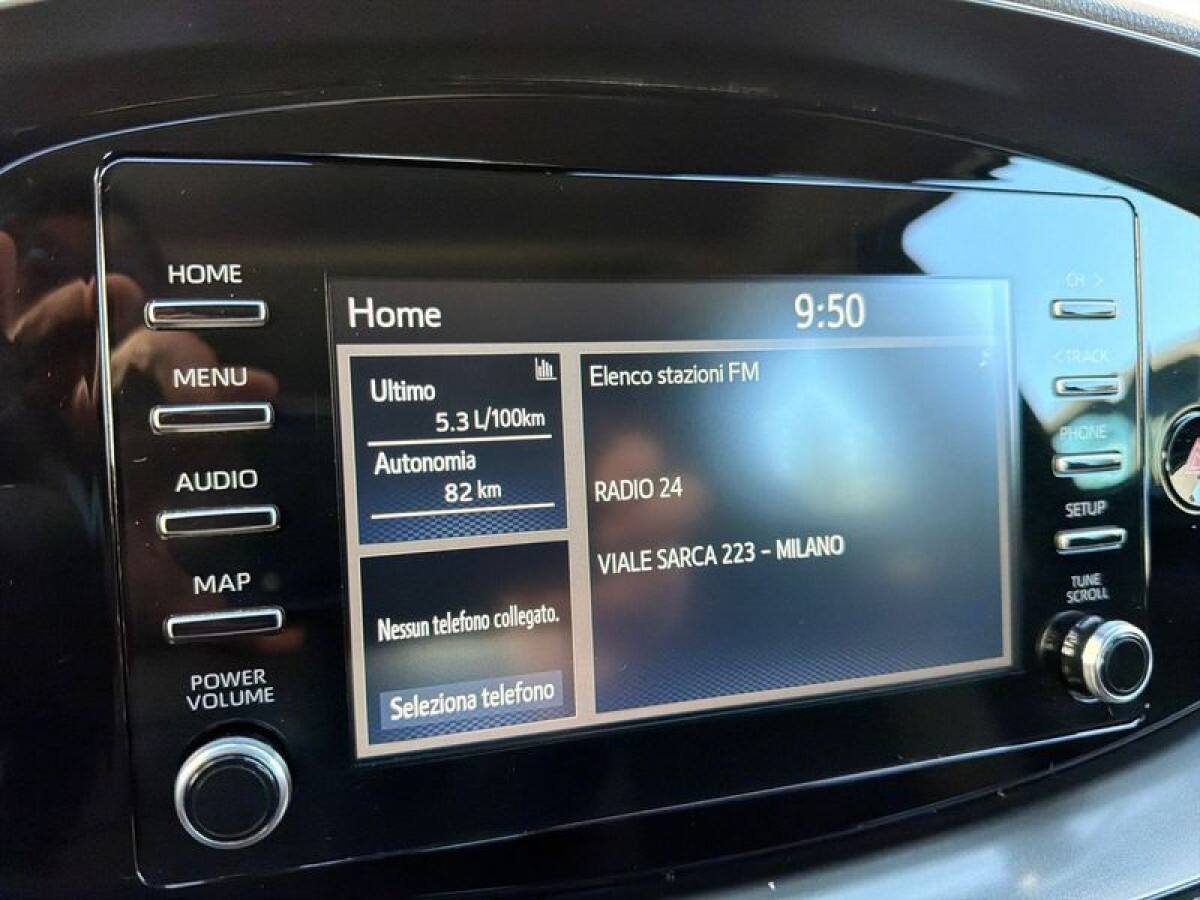 HOME
MENU
AUDIO
MAP
POWER
VOLUME
Home
9:50
Ultimo
5.3 L/100km
Autonomia
82 km
Nessun telefono collegato.
Seleziona telefono
Elenco stazioni FM
RADIO 24
VIALE SARCA 223 - MILANO
CH >
< TRACK
PHONE
SETUP
TUNE
SCROLL